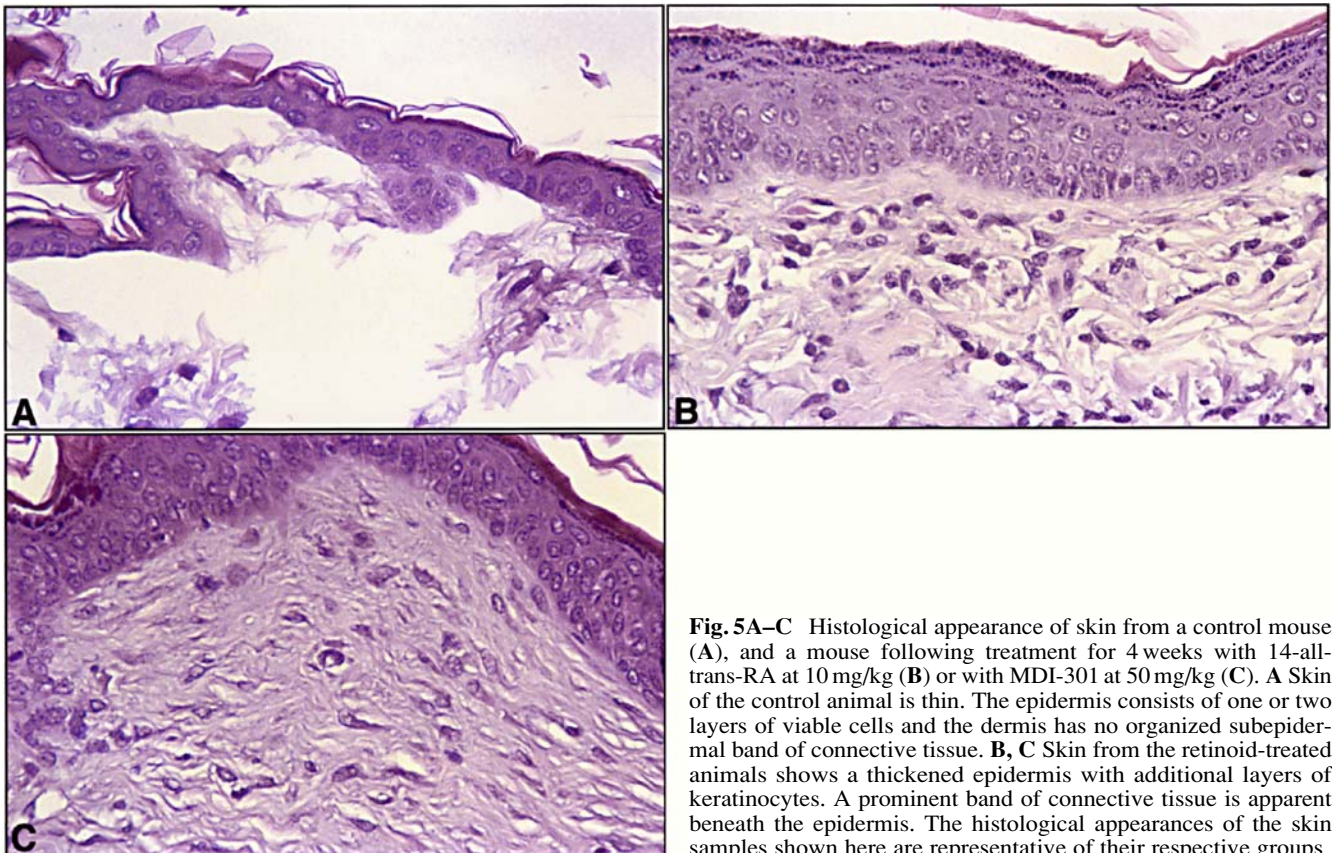 A
B
C
Fig. 5A–C Histological appearance of skin from a control mouse
(A), and a mouse following treatment for 4 weeks with 14-all-
trans-RA at 10 mg/kg (B) or with MDI-301 at 50 mg/kg (C). A Skin
of the control animal is thin. The epidermis consists of one or two
layers of viable cells and the dermis has no organized subepider-
mal band of connective tissue. B, C Skin from the retinoid-treated
animals shows a thickened epidermis with additional layers of
keratinocytes. A prominent band of connective tissue is apparent
beneath the epidermis. The histological appearances of the skin
samples shown here are representative of their respective groups